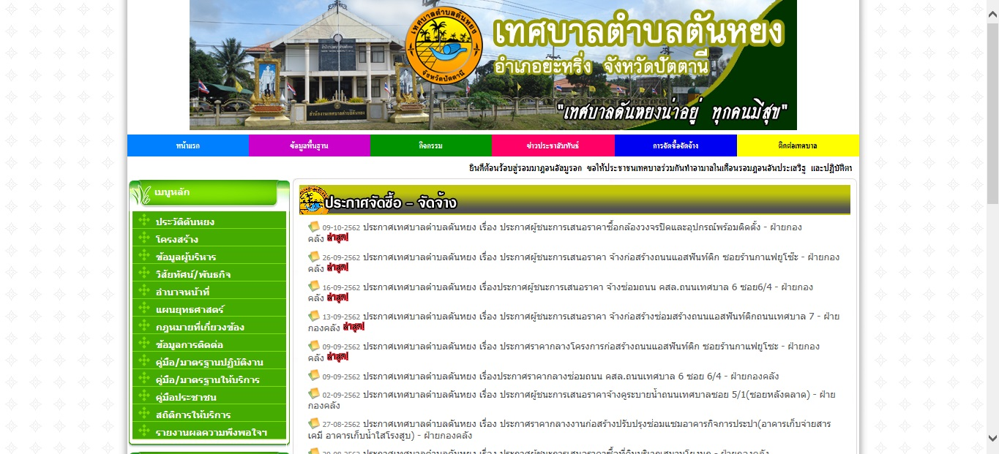 เทศบาลตำบลตันหยง
จังหวัดปัตตานี
เทศบาลตำบลตันหยง
อำเภอยะหริ่ง จังหวัดปัตตานี
"เทศบาลตันหยงน่าอยู่ ทุกคนมีสุข"
สำนักงานเทศบาลตำบลตันหยง
หน้าแรก ข้อมูลพื้นฐาน กิจกรรม ข่าวประชาสัมพันธ์ การจัดซื้อจัดจ้าง ติดต่อเทศบาล
ยินดีต้อนร้อบสู่รอมมาฎอนอัลมูรอก ขอให้ประชาชนเทศบาลร่วมกันทำอามาลในเดือนรอมฎอนอันประเสริฐ และปฏิบัติตน
เมนูหลัก
ประวัติตันหยง
โครงสร้าง
ข้อมูลผู้บริหาร
วิสัยทัศน์/พันธกิจ
อำนาจหน้าที่
แผนยุทธศาสตร์
กฎหมายที่เกี่ยวข้อง
ข้อมูลการติดต่อ
คู่มือ/มาตรฐานปฏิบัติงาน
คู่มือ/มาตรฐานให้บริการ
คู่มือประชาชน
สถิติการให้บริการ
รายงานผลความพึงพอใจฯ
ประกาศจัดซื้อ - จัดจ้าง
09-10-2562 ประกาศเทศบาลตำบลตันหยง เรื่อง ประกาศผู้ชนะการเสนอราคาซื้อกล้องวงจรปิดและอุปกรณ์พร้อมติดตั้ง - ฝ่ายกอง
คลัง ล่าสุด!
26-09-2562 ประกาศเทศบาลตำบลตันหยง เรื่อง ประกาศผู้ชนะการเสนอราคา จ้างก่อสร้างถนนแอสฟันท์ติก ซอยร้านกาแฟยูโซ๊ะ - ฝ่ายกอง
คลัง ล่าสุด!
16-09-2562 ประกาศเทศบาลตำบลตันหยง เรื่องประกาศผู้ชนะการเสนอราคา จ้างซ่อมถนน คสล.ถนนเทศบาล 6 ซอย6/4 - ฝ่ายกอง
คลัง ล่าสุด!
13-09-2562 ประกาศเทศบาลตำบลตันหยง เรื่อง ประกาศผู้ชนะการเสนอราคา จ้างก่อสร้างซ่อมสร้างถนนแอสฟันท์ติกถนนเทศบาล 7 - ฝ่าย
กองคลัง ล่าสุด!
09-09-2562 ประกาศเทศบาลตำบลตันหยง เรื่อง ประกาศราคากลางโครงการก่อสร้างถนนแอสฟันท์ติก ซอยร้านกาแฟยูโซะ - ฝ่ายกอง
คลัง ล่าสุด!
09-09-2562 ประกาศเทศบาลตำบลตันหยง เรื่องประกาศราคากลางซ่อมถนน คสล.ถนนเทศบาล 6 ซอย 6/4 - ฝ่ายกองคลัง
02-09-2562 ประกาศเทศบาลตำบลตันหยง เรื่อง ประกาศผู้ชนะการเสนอราคาจ้างคูระบายน้ำถนนเทศบาลซอย 5/1(ซอยหลังตลาด) - ฝ่าย
กองคลัง
27-08-2562 ประกาศเทศบาลตำบลตันหยง เรื่อง ประกาศราคากลางงานก่อสร้างปรับปรุงซ่อมแซมอาคารกิจการประปา(อาคารเก็บจ่ายสาร
เคมี อาคารเก็บน้ำใสโรงสูบ) - ฝ่ายกองคลัง